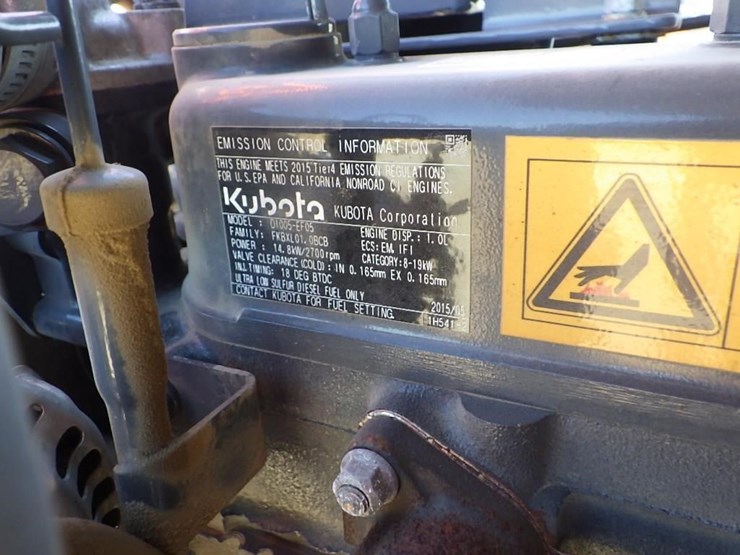 EMISSION CONTROL INFORMATION
THIS ENGINE MEETS 2015 Tier4 EMISSION REGULATIONS
FOR U.S.EPA AND CALIFORNIA NONROAD CI ENGINES.
Kubota KUBOTA Corporation
MODEL : D1005-EF05 ENGINE DISP.: 1.0L
FAMILY: FKBXL01.0BCB ECS: EM, IFI
POWER : 14.8kW/2700rpm CATEGORY:8-19kW
VALVE CLEARANCE(COLD): IN 0.165mm EX 0.165mm
INJ.TIMING: 18 DEG BTDC
ULTRA LOW SULFUR DIESEL FUEL ONLY 2015/05
CONTACT KUBOTA FOR FUEL SETTING. 1H541